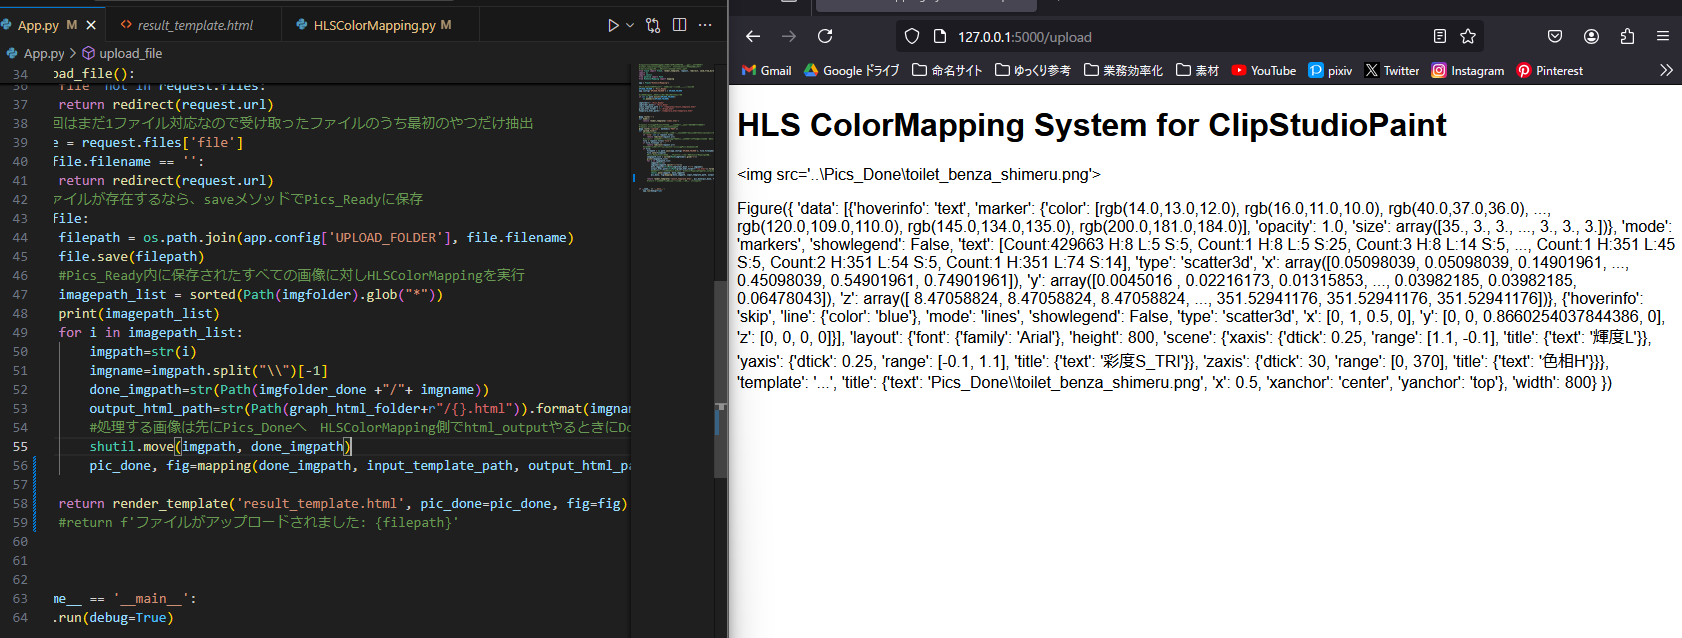 App.py M
result_template.html
HLSColorMapping.py M
App.py > upload_file
34 oad_file():
36 'file' not in request.files:
37 return redirect(request.url)
38 回はまだ1ファイル対応なので受け取ったファイルのうち最初のやつだけ抽出
39 e = request.files['file']
40 file.filename == '':
41 return redirect(request.url)
42 ァイルが存在するなら、saveメソッドでPics_Readyに保存
43 file:
44 filepath = os.path.join(app.config['UPLOAD_FOLDER'], file.filename)
45 file.save(filepath)
46 #Pics_Ready内に保存されたすべての画像に対しHLSColorMappingを実行
47 imagepath_list = sorted(Path(imgfolder).glob("*"))
48 print(imagepath_list)
49 for i in imagepath_list:
50 imgpath=str(i)
51 imgname=imgpath.split("\\")[-1]
52 done_imgpath=str(Path(imgfolder_done +"/"+ imgname))
53 output_html_path=str(Path(graph_html_folder+r"/{}.html")).format(imgnam
54 #処理する画像は先にPics_Doneへ　HLSColorMapping側でhtml_outputやるときにDo
55 shutil.move(imgpath, done_imgpath)
56 pic_done, fig=mapping(done_imgpath, input_template_path, output_html_pa
57
58 return render_template('result_template.html', pic_done=pic_done, fig=fig)
59 #return f'ファイルがアップロードされました: {filepath}'
60
61
62
63 me__ == '__main__':
64 .run(debug=True)
127.0.0.1:5000/upload
Gmail Google ドライブ 命名サイト ゆっくり参考 業務効率化 素材 YouTube pixiv Twitter Instagram Pinterest
HLS ColorMapping System for ClipStudioPaint
<img src='..\Pics_Done\toilet_benza_shimeru.png'>
Figure({ 'data': [{'hoverinfo': 'text', 'marker': {'color': [rgb(14.0,13.0,12.0), rgb(16.0,11.0,10.0), rgb(40.0,37.0,36.0), ...,
rgb(120.0,109.0,110.0), rgb(145.0,134.0,135.0), rgb(200.0,181.0,184.0)], 'opacity': 1.0, 'size': array([35., 3., 3., ..., 3., 3., 3.])}, 'mode':
'markers', 'showlegend': False, 'text': [Count:429663 H:8 L:5 S:5, Count:1 H:8 L:5 S:25, Count:3 H:8 L:14 S:5, ..., Count:1 H:351 L:45
S:5, Count:2 H:351 L:54 S:5, Count:1 H:351 L:74 S:14], 'type': 'scatter3d', 'x': array([0.05098039, 0.05098039, 0.14901961, ...,
0.45098039, 0.54901961, 0.74901961]), 'y': array([0.0045016 , 0.02216173, 0.01315853, ..., 0.03982185, 0.03982185,
0.06478043]), 'z': array([ 8.47058824, 8.47058824, 8.47058824, ..., 351.52941176, 351.52941176, 351.52941176])}, {'hoverinfo':
'skip', 'line': {'color': 'blue'}, 'mode': 'lines', 'showlegend': False, 'type': 'scatter3d', 'x': [0, 1, 0.5, 0], 'y': [0, 0, 0.8660254037844386, 0],
'z': [0, 0, 0, 0]}], 'layout': {'font': {'family': 'Arial'}, 'height': 800, 'scene': {'xaxis': {'dtick': 0.25, 'range': [1.1, -0.1], 'title': {'text': '輝度L'}},
'yaxis': {'dtick': 0.25, 'range': [-0.1, 1.1], 'title': {'text': '彩度S_TRI'}}, 'zaxis': {'dtick': 30, 'range': [0, 370], 'title': {'text': '色相H'}}},
'template': '...', 'title': {'text': 'Pics_Done\\toilet_benza_shimeru.png', 'x': 0.5, 'xanchor': 'center', 'yanchor': 'top'}, 'width': 800} })